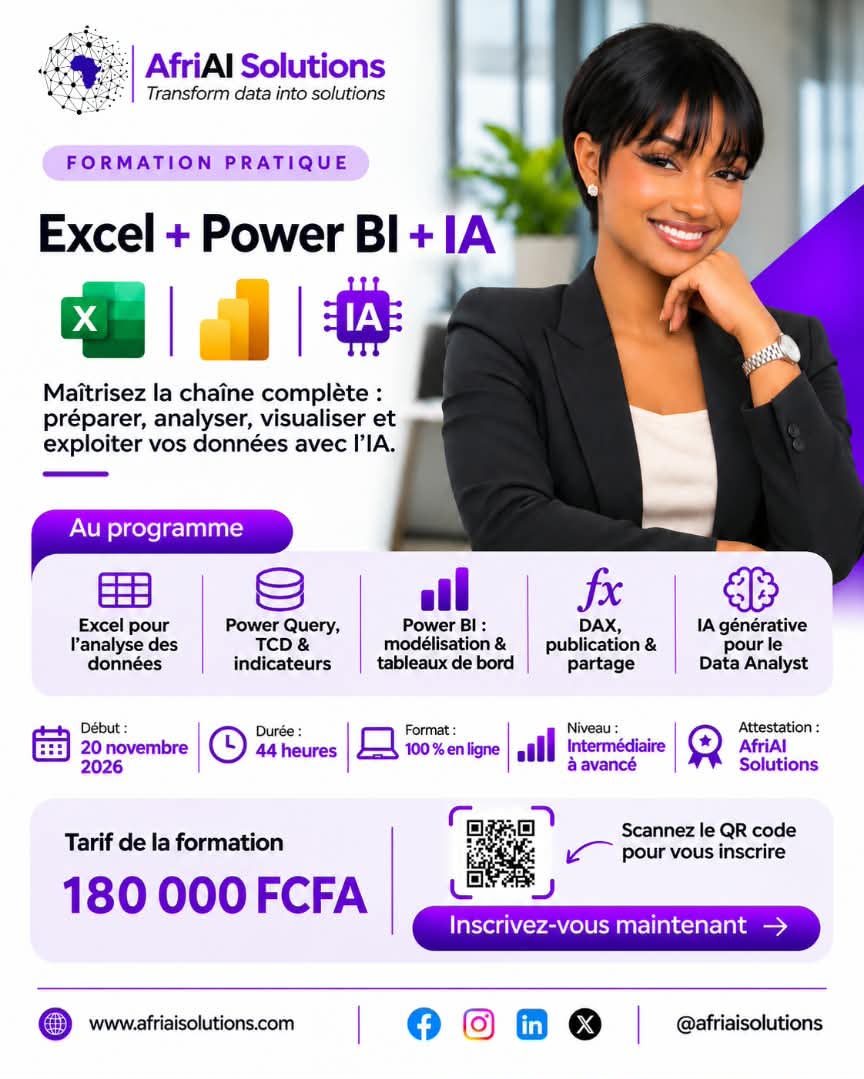 AfriAI Solutions
Transform data into solutions
FORMATION PRATIQUE
Excel + Power BI + IA
X
IA
Maîtrisez la chaîne complète :
préparer, analyser, visualiser et
exploiter vos données avec l'IA.
Au programme
Excel pour
l'analyse des
données
Power Query,
TCD &
indicateurs
Power BI :
modélisation &
tableaux de bord
fx
DAX,
publication &
partage
IA générative
pour le
Data Analyst
Début :
20 novembre
2026
Durée :
44 heures
Format :
100 % en ligne
Niveau :
Intermédiaire
à avancé
Attestation :
AfriAI
Solutions
Tarif de la formation
180 000 FCFA
Scannez le QR code
pour vous inscrire
Inscrivez-vous maintenant →
www.afriaisolutions.com
@afriaisolutions